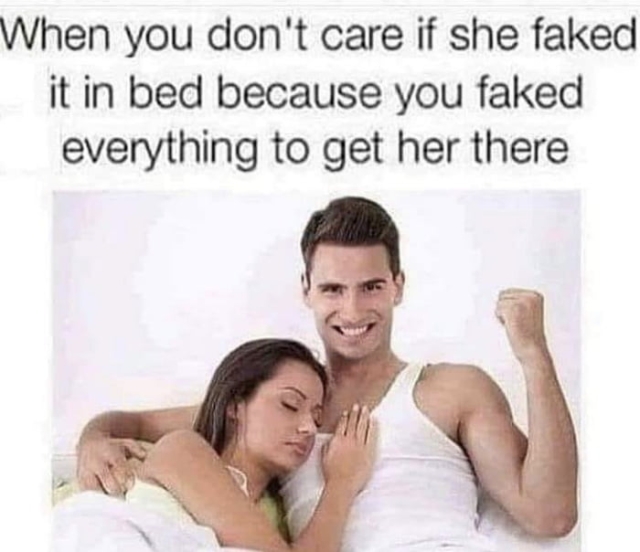 When you don't care if she faked
it in bed because you faked
everything to get her there